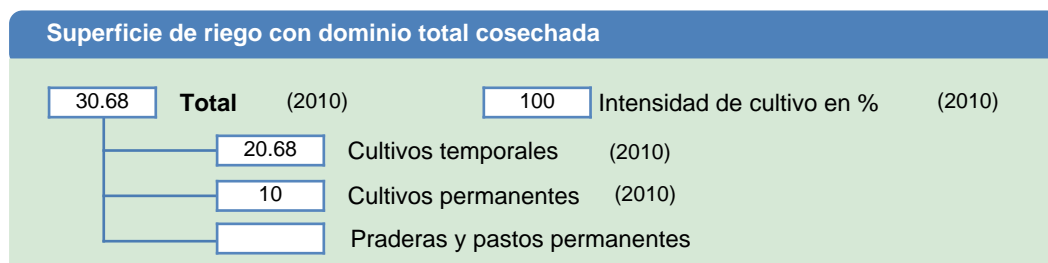 Superficie de riego con dominio total cosechada
30.68 Total (2010) 100 Intensidad de cultivo en % (2010)
20.68 Cultivos temporales (2010)
10 Cultivos permanentes (2010)
Praderas y pastos permanentes